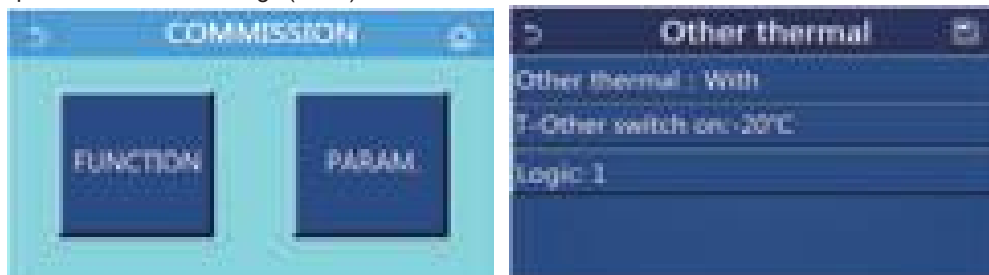 COMMISSION
FUNCTION
PARAM.
Other thermal
Other thermal : With
T-Other switch on: -20°C
Logic: 1